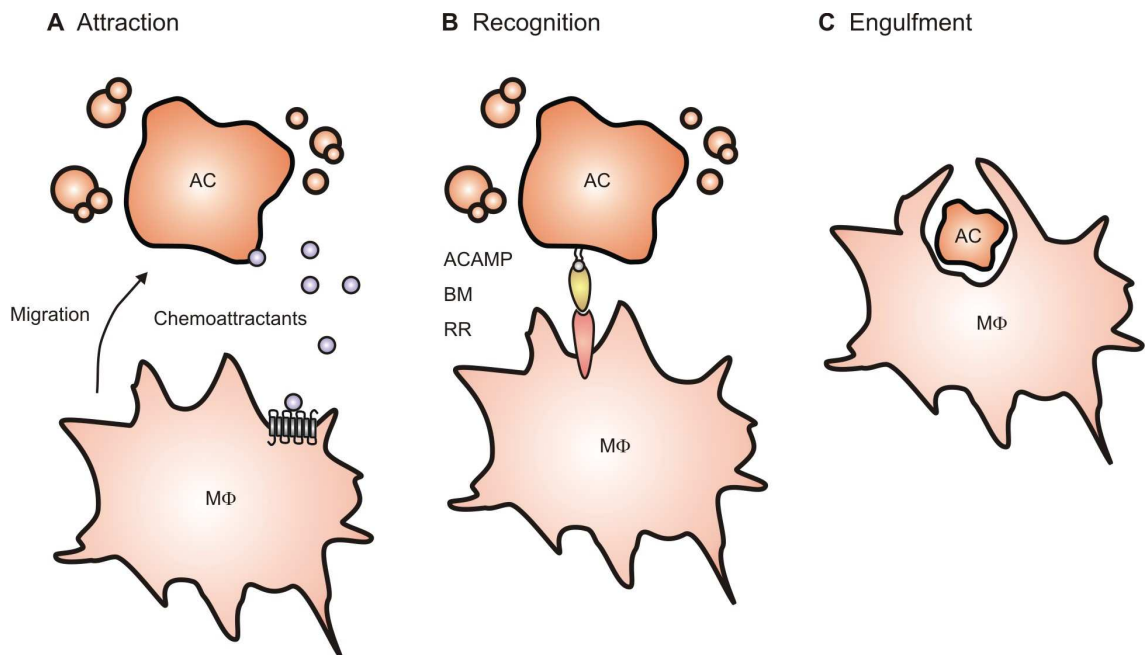 A Attraction
AC
Migration
Chemoattractants
MΦ
B Recognition
AC
ACAMP
BM
RR
MΦ
C Engulfment
AC
MΦ